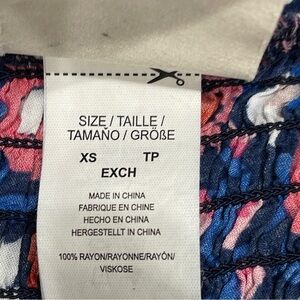 SIZE / TAILLE /
TAMAÑO / GRÖßE
XS TP
EXCH
MADE IN CHINA
FABRIQUE EN CHINE
HECHO EN CHINA
HERGESTELLT IN CHINA
100% RAYON/RAYONNE/RAYÓN/
VISKOSE